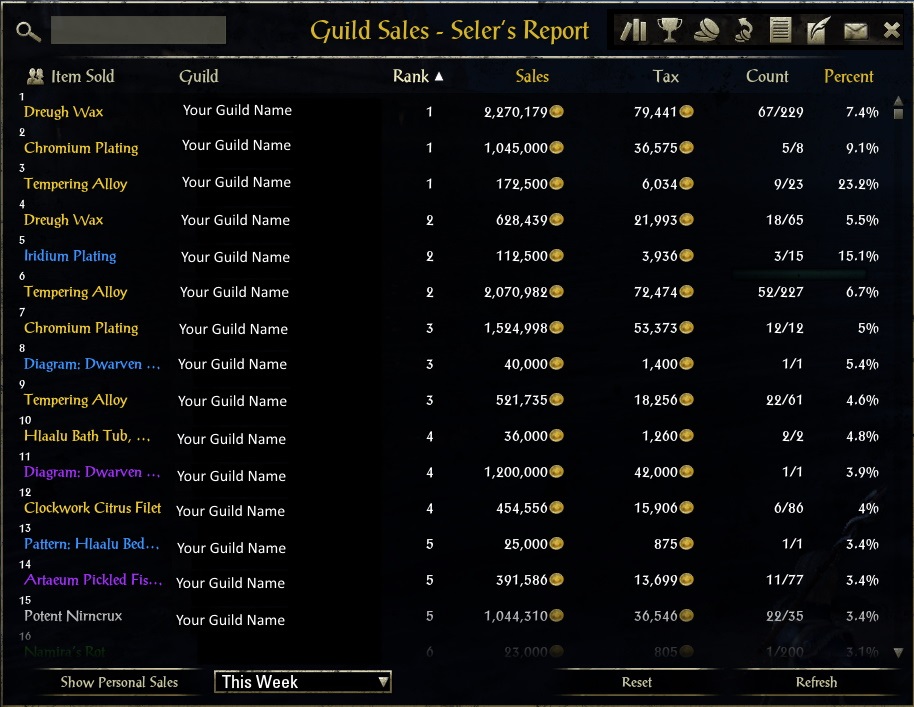 Guild Sales - Seler's Report
Item Sold Guild Rank ▲ Sales Tax Count Percent
1
Dreugh Wax Your Guild Name 1 2,270,179 79,441 67/229 7.4%
2
Chromium Plating Your Guild Name 1 1,045,000 36,575 5/8 9.1%
3
Tempering Alloy Your Guild Name 1 172,500 6,034 9/23 23.2%
4
Dreugh Wax Your Guild Name 2 628,439 21,993 18/65 5.5%
5
Iridium Plating Your Guild Name 2 112,500 3,936 3/15 15.1%
6
Tempering Alloy Your Guild Name 2 2,070,982 72,474 52/227 6.7%
7
Chromium Plating Your Guild Name 3 1,524,998 53,373 12/12 5%
8
Diagram: Dwarven ... Your Guild Name 3 40,000 1,400 1/1 5.4%
9
Tempering Alloy Your Guild Name 3 521,735 18,256 22/61 4.6%
10
Hlaalu Bath Tub, ... Your Guild Name 4 36,000 1,260 2/2 4.8%
11
Diagram: Dwarven ... Your Guild Name 4 1,200,000 42,000 1/1 3.9%
12
Clockwork Citrus Filet Your Guild Name 4 454,556 15,906 6/86 4%
13
Pattern: Hlaalu Bed... Your Guild Name 5 25,000 875 1/1 3.4%
14
Artaeum Pickled Fis... Your Guild Name 5 391,586 13,699 11/77 3.4%
15
Potent Nirncrux Your Guild Name 5 1,044,310 36,546 22/35 3.4%
16
Namira's Rot 6 23,000 805 1/200 3.1%
Show Personal Sales This Week Reset Refresh